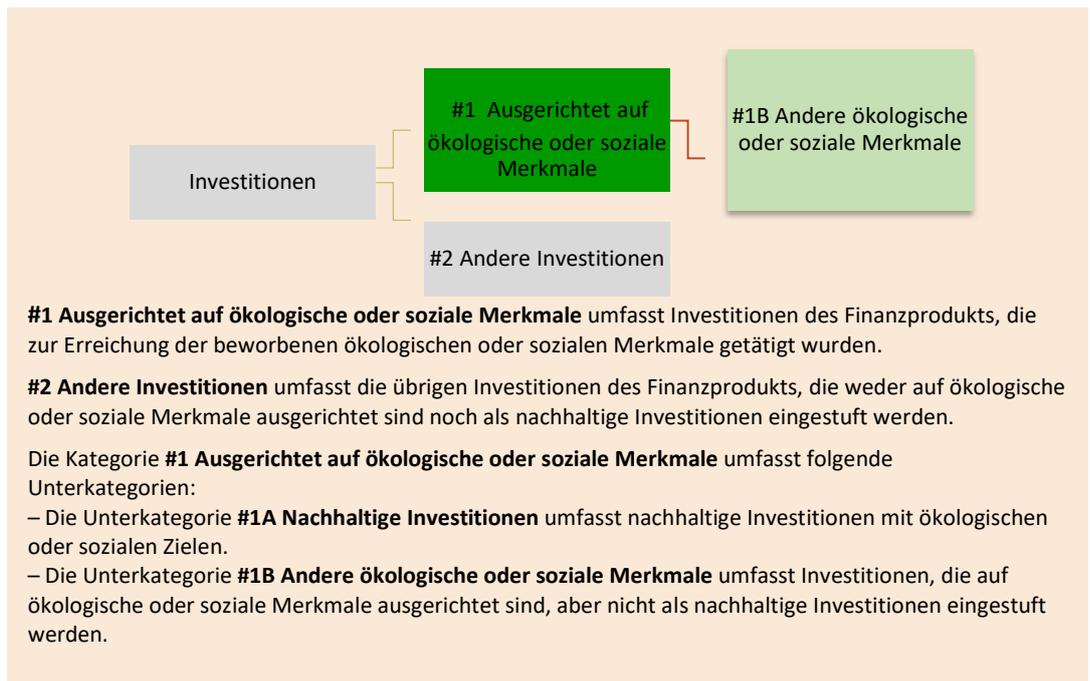 #1 Ausgerichtet auf
ökologische oder soziale
Merkmale
#1B Andere ökologische
oder soziale Merkmale
Investitionen
#2 Andere Investitionen
#1 Ausgerichtet auf ökologische oder soziale Merkmale umfasst Investitionen des Finanzprodukts, die
zur Erreichung der beworbenen ökologischen oder sozialen Merkmale getätigt wurden.
#2 Andere Investitionen umfasst die übrigen Investitionen des Finanzprodukts, die weder auf ökologische
oder soziale Merkmale ausgerichtet sind noch als nachhaltige Investitionen eingestuft werden.
Die Kategorie #1 Ausgerichtet auf ökologische oder soziale Merkmale umfasst folgende
Unterkategorien:
– Die Unterkategorie #1A Nachhaltige Investitionen umfasst nachhaltige Investitionen mit ökologischen
oder sozialen Zielen.
– Die Unterkategorie #1B Andere ökologische oder soziale Merkmale umfasst Investitionen, die auf
ökologische oder soziale Merkmale ausgerichtet sind, aber nicht als nachhaltige Investitionen eingestuft
werden.